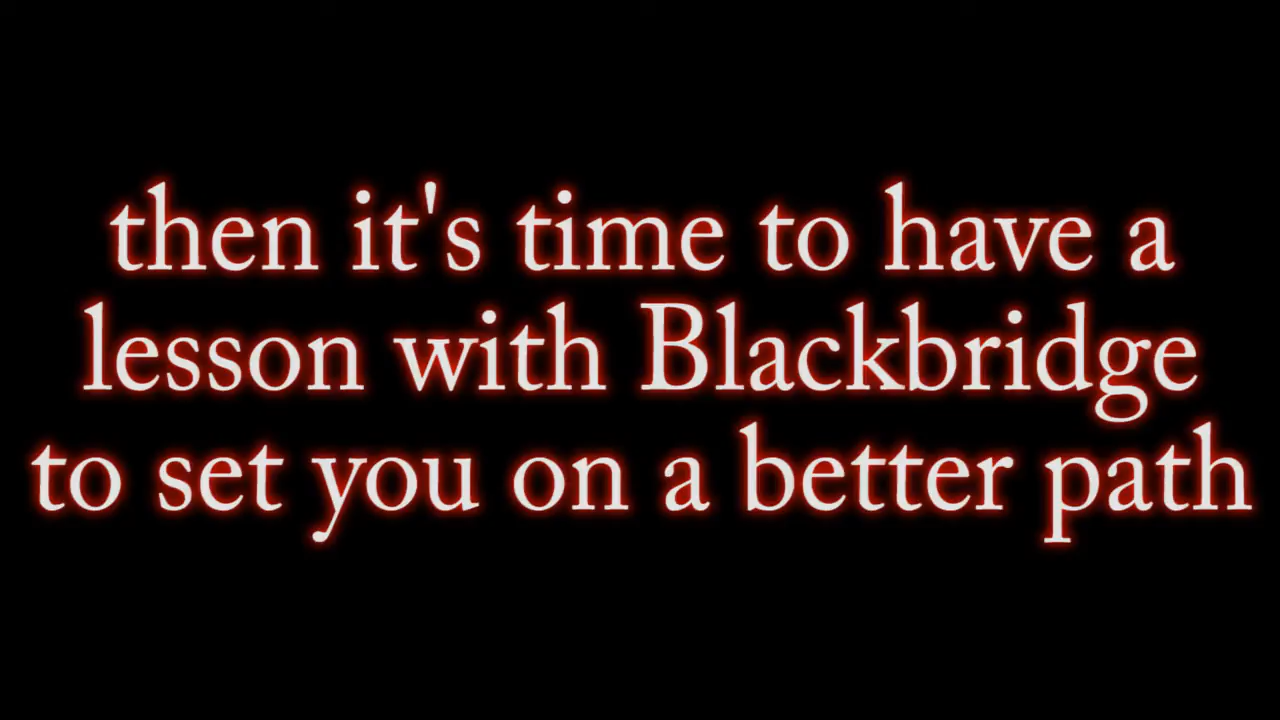 then it's time to have a
lesson with Blackbridge
to set you on a better path